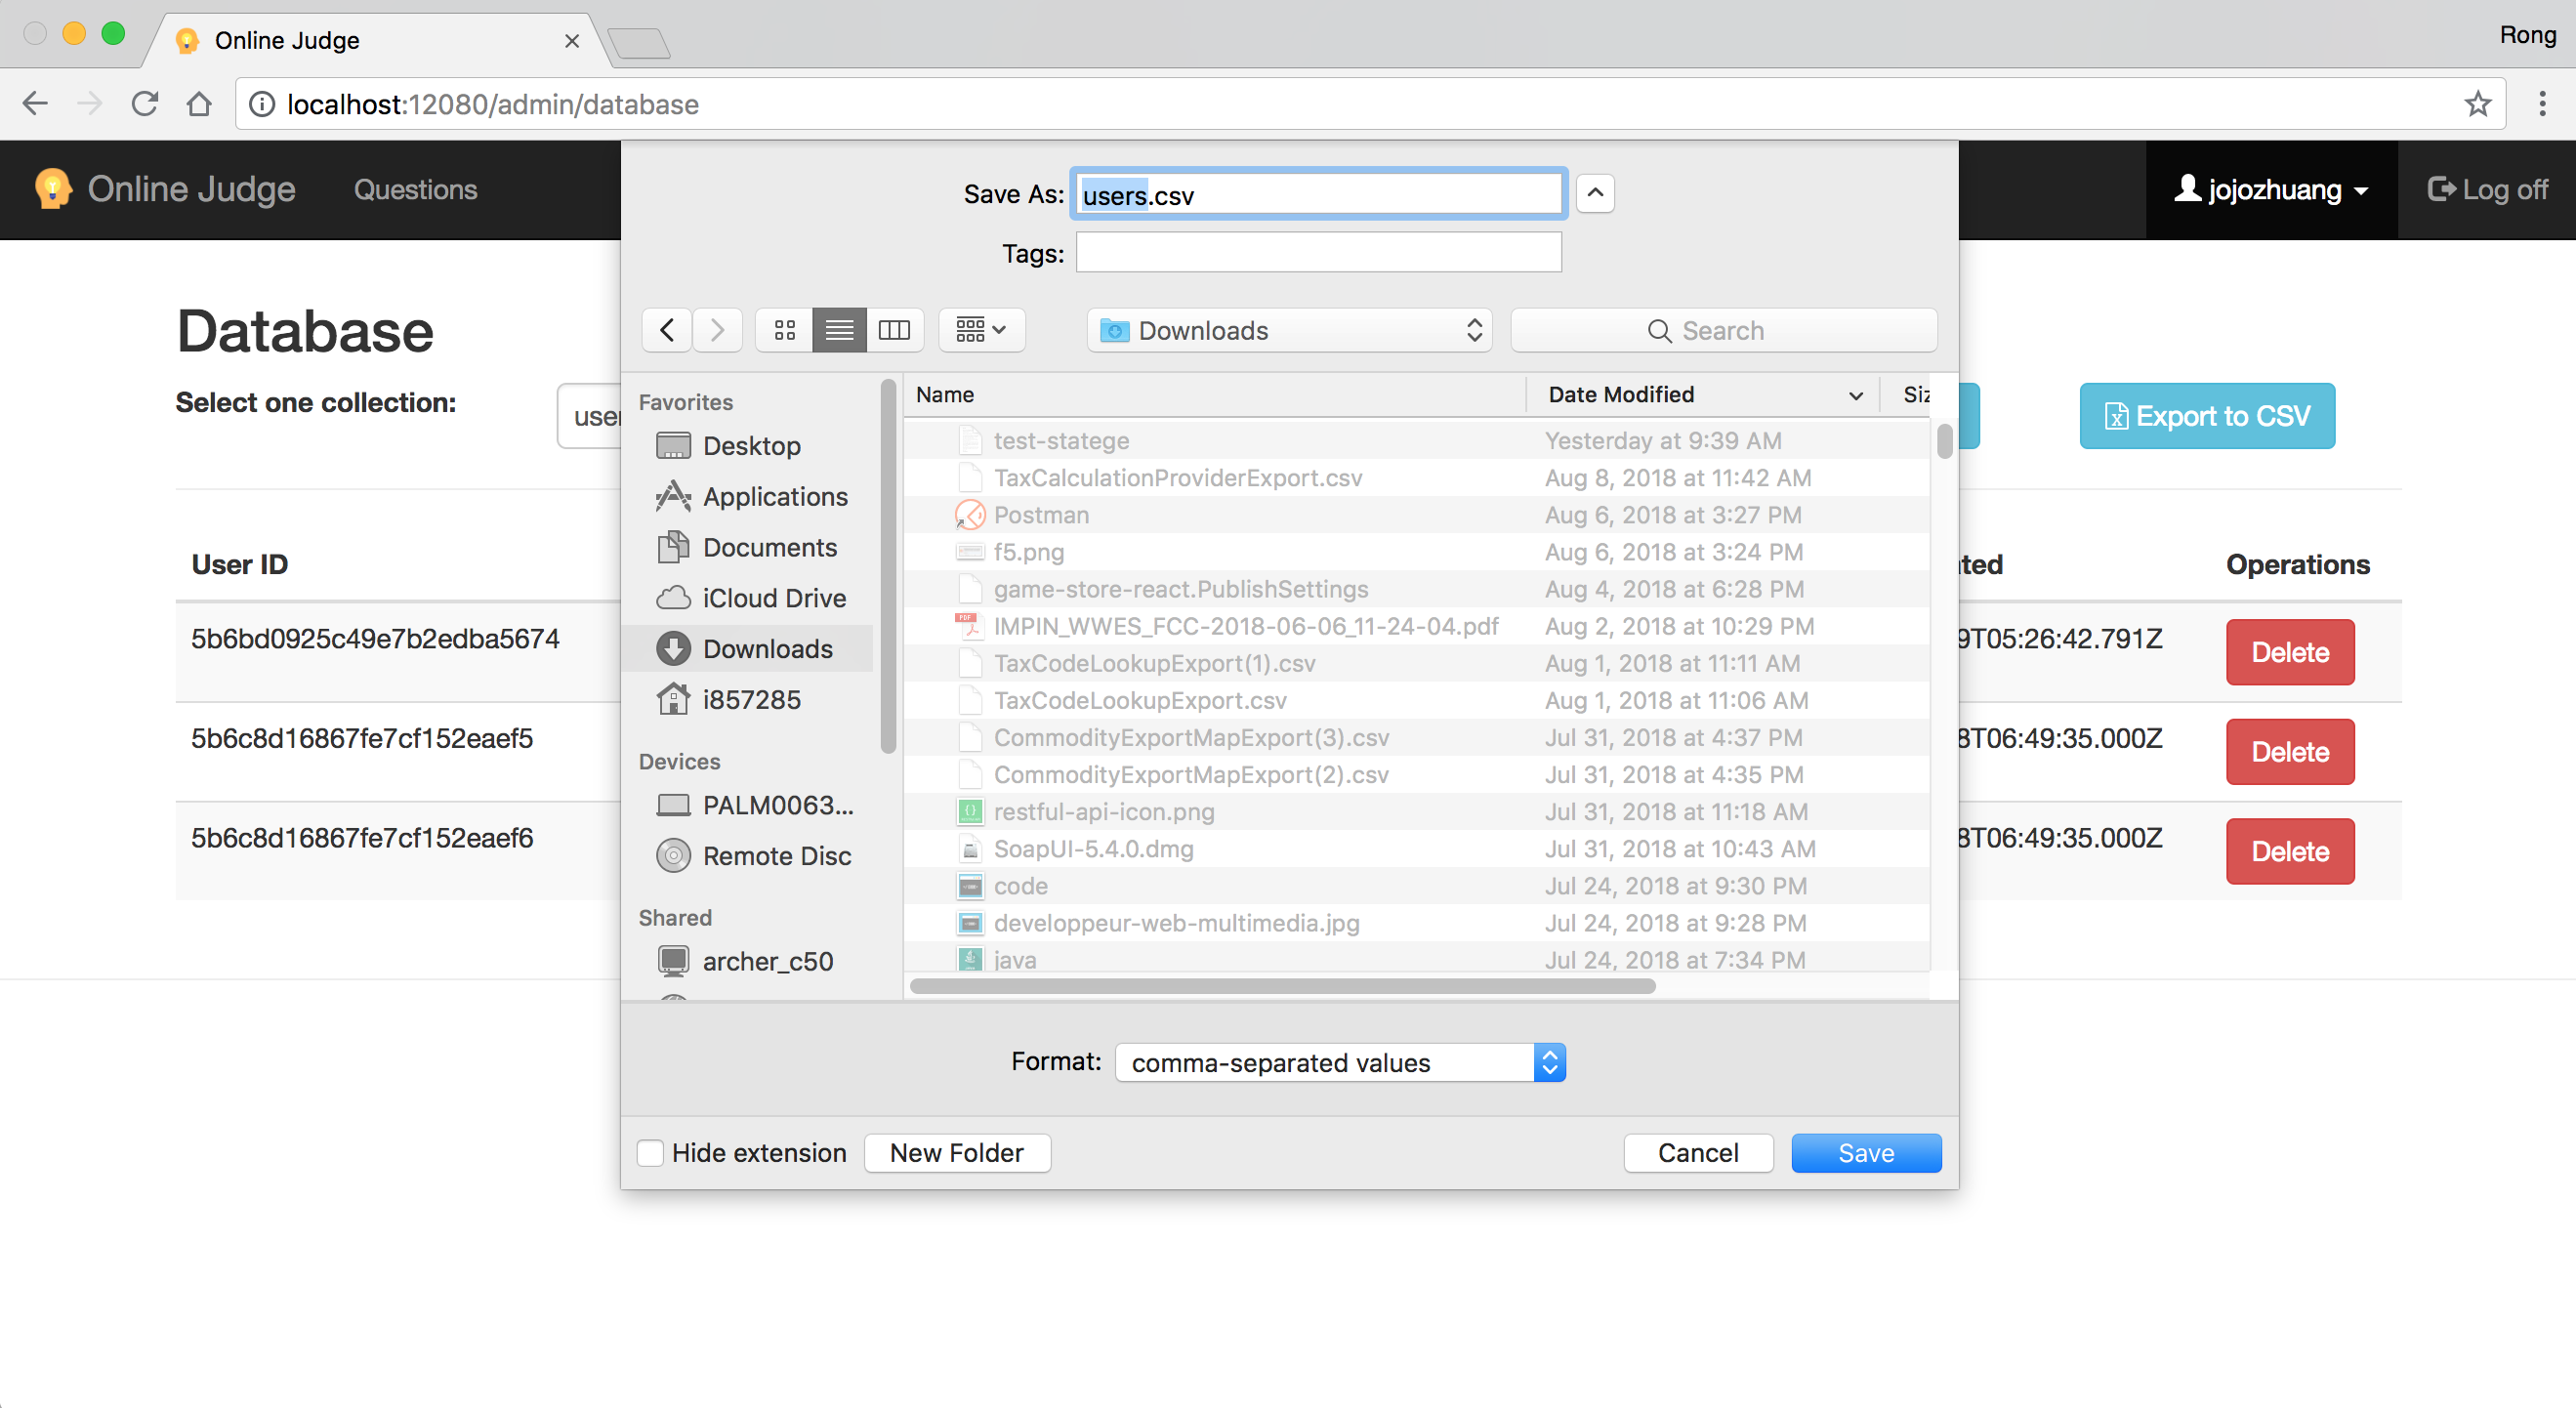 Online Judge
Rong
localhost:12080/admin/database
Online Judge
Questions
jojozhuang
Log off
Save As: users.csv
Tags:
Downloads
Search
Database
Select one collection:
Export to CSV
Favorites
Desktop
Applications
Documents
iCloud Drive
Downloads
i857285
Devices
PALM0063...
Remote Disc
Shared
archer_c50
Name Date Modified
test-statege Yesterday at 9:39 AM
TaxCalculationProviderExport.csv Aug 8, 2018 at 11:42 AM
Postman Aug 6, 2018 at 3:27 PM
f5.png Aug 6, 2018 at 3:24 PM
game-store-react.PublishSettings Aug 4, 2018 at 6:28 PM
IMPIN_WWES_FCC-2018-06-06_11-24-04.pdf Aug 2, 2018 at 10:29 PM
TaxCodeLookupExport(1).csv Aug 1, 2018 at 11:11 AM
TaxCodeLookupExport.csv Aug 1, 2018 at 11:06 AM
CommodityExportMapExport(3).csv Jul 31, 2018 at 4:37 PM
CommodityExportMapExport(2).csv Jul 31, 2018 at 4:35 PM
restful-api-icon.png Jul 31, 2018 at 11:18 AM
SoapUI-5.4.0.dmg Jul 31, 2018 at 10:43 AM
code Jul 24, 2018 at 9:30 PM
developpeur-web-multimedia.jpg Jul 24, 2018 at 9:28 PM
java Jul 24, 2018 at 7:34 PM
Format: comma-separated values
Hide extension
New Folder
Cancel
Save
User ID
Operations
5b6bd0925c49e7b2edba5674
9T05:26:42.791Z
Delete
5b6c8d16867fe7cf152eaef5
8T06:49:35.000Z
Delete
5b6c8d16867fe7cf152eaef6
8T06:49:35.000Z
Delete